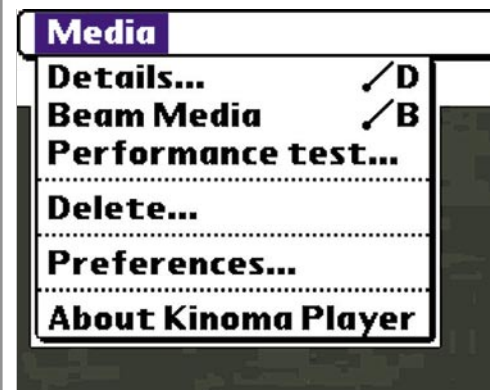 Media
Details... /D
Beam Media /B
Performance test...
Delete...
Preferences...
About Kinoma Player